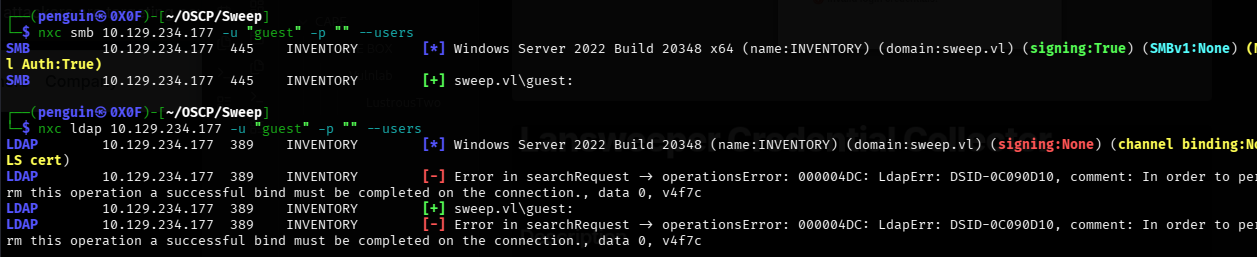 ┌──(penguin㉿0X0F)-[~/OSCP/Sweep]
└─$ nxc smb 10.129.234.177 -u "guest" -p "" --users
SMB 10.129.234.177 445 INVENTORY [*] Windows Server 2022 Build 20348 x64 (name:INVENTORY) (domain:sweep.vl) (signing:True) (SMBv1:None) (N
l Auth:True)
SMB 10.129.234.177 445 INVENTORY [+] sweep.vl\guest:
┌──(penguin㉿0X0F)-[~/OSCP/Sweep]
└─$ nxc ldap 10.129.234.177 -u "guest" -p "" --users
LDAP 10.129.234.177 389 INVENTORY [*] Windows Server 2022 Build 20348 (name:INVENTORY) (domain:sweep.vl) (signing:None) (channel binding:No
LS cert)
LDAP 10.129.234.177 389 INVENTORY [-] Error in searchRequest → operationsError: 000004DC: LdapErr: DSID-0C090D10, comment: In order to per
rm this operation a successful bind must be completed on the connection., data 0, v4f7c
LDAP 10.129.234.177 389 INVENTORY [+] sweep.vl\guest:
LDAP 10.129.234.177 389 INVENTORY [-] Error in searchRequest → operationsError: 000004DC: LdapErr: DSID-0C090D10, comment: In order to per
rm this operation a successful bind must be completed on the connection., data 0, v4f7c